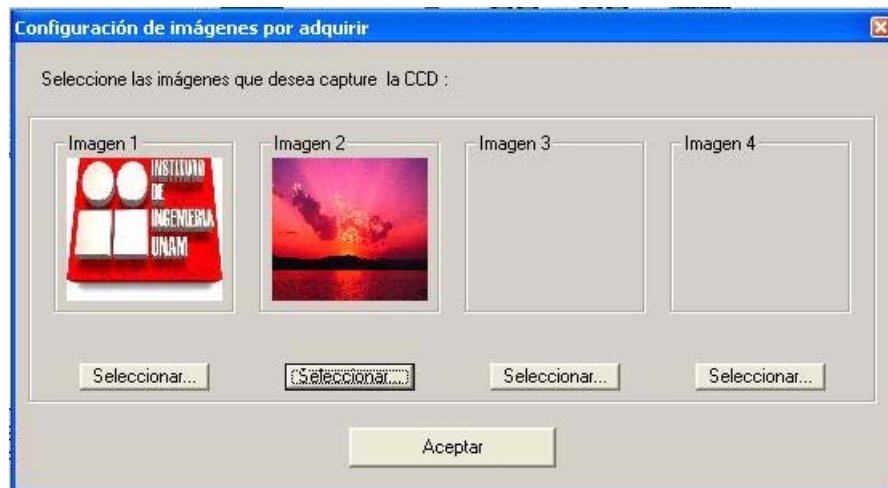 Configuración de imágenes por adquirir
Seleccione las imágenes que desea capture la CCD :
Imagen 1
Imagen 2
Imagen 3
Imagen 4
INSTITUTO
DE
INGENIERIA
UNAM
Seleccionar...
Seleccionar...
Seleccionar...
Seleccionar...
Aceptar